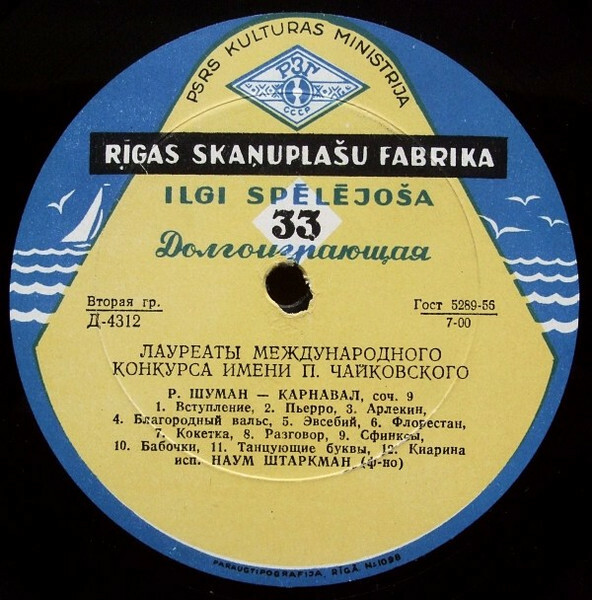 PSRS KULTURAS MINISTRIJA
РЗГ
СССР
RĪGAS SKAŅUPLAŠU FABRIKA
ILGI SPĒLĒJOŠA
33
Долгоиграющая
Вторая гр.
Д-4312
Гост 5289-56
7-00
ЛАУРЕАТЫ МЕЖДУНАРОДНОГО
КОНКУРСА ИМЕНИ П. ЧАЙКОВСКОГО
Р. ШУМАН — КАРНАВАЛ, соч. 9
1. Вступление, 2. Пьерро, 3. Арлекин,
4. Благородный вальс, 5. Эвсебий, 6. Флорестан,
7. Кокетка, 8. Разговор, 9. Сфинксы,
10. Бабочки, 11. Танцующие буквы, 12. Киарина
исп. НАУМ ШТАРКМАН (ф-но)
PARAUGTIPOGRAFIJA, RĪGĀ. № 1098